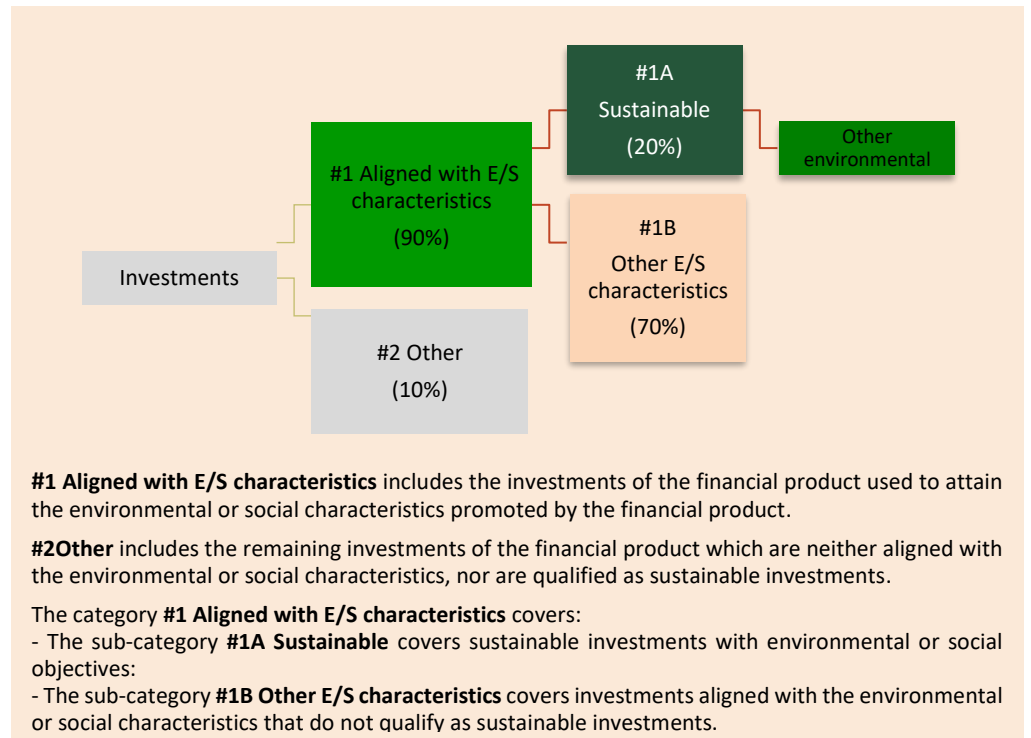 #1A
Sustainable
(20%)
Other
environmental
#1 Aligned with E/S
characteristics
(90%)
#1B
Other E/S
characteristics
(70%)
Investments
#2 Other
(10%)
#1 Aligned with E/S characteristics includes the investments of the financial product used to attain
the environmental or social characteristics promoted by the financial product.
#2Other includes the remaining investments of the financial product which are neither aligned with
the environmental or social characteristics, nor are qualified as sustainable investments.
The category #1 Aligned with E/S characteristics covers:
- The sub-category #1A Sustainable covers sustainable investments with environmental or social
objectives:
- The sub-category #1B Other E/S characteristics covers investments aligned with the environmental
or social characteristics that do not qualify as sustainable investments.